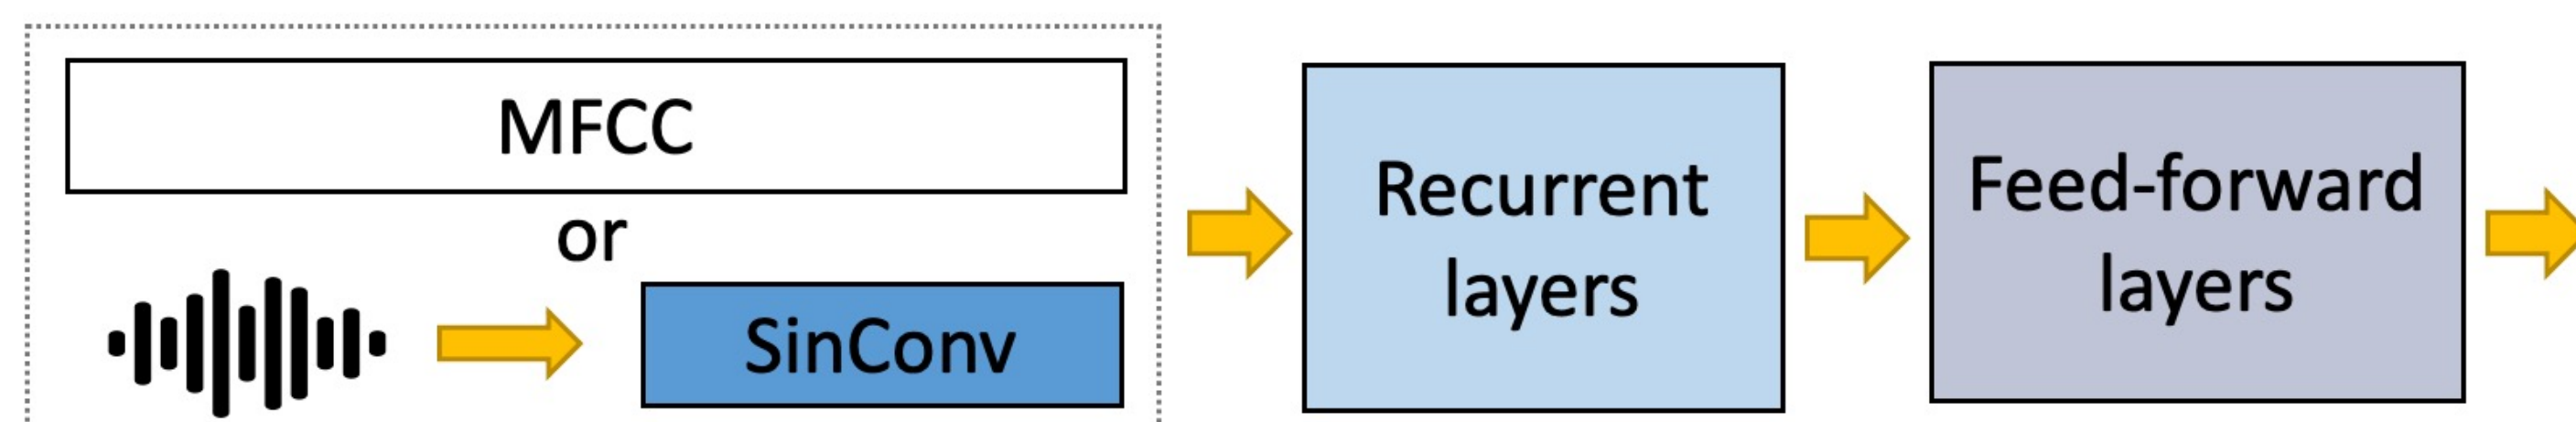 MFCC
or
SinConv
Recurrent
layers
Feed-forward
layers